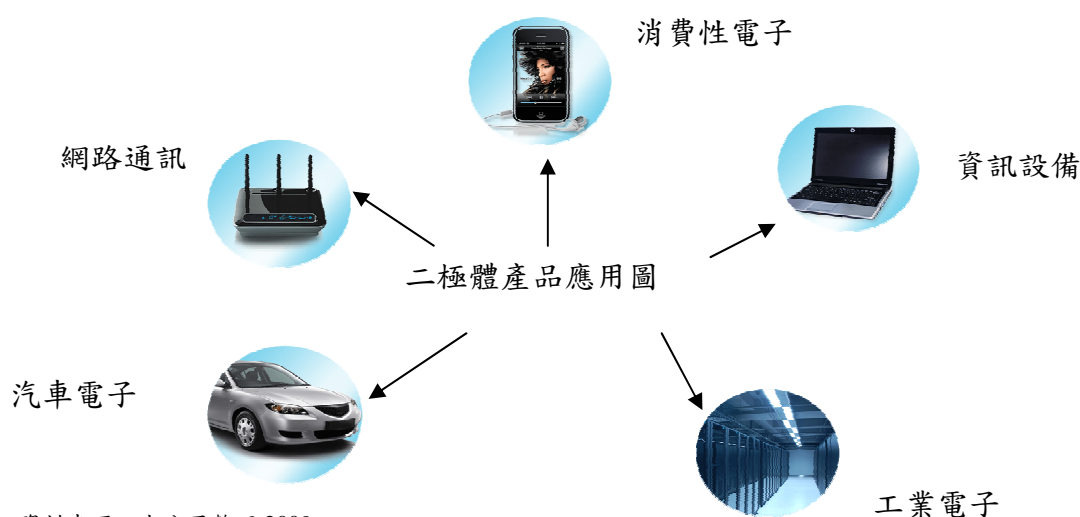 消費性電子
網路通訊
資訊設備
二極體產品應用圖
汽車電子
工業電子